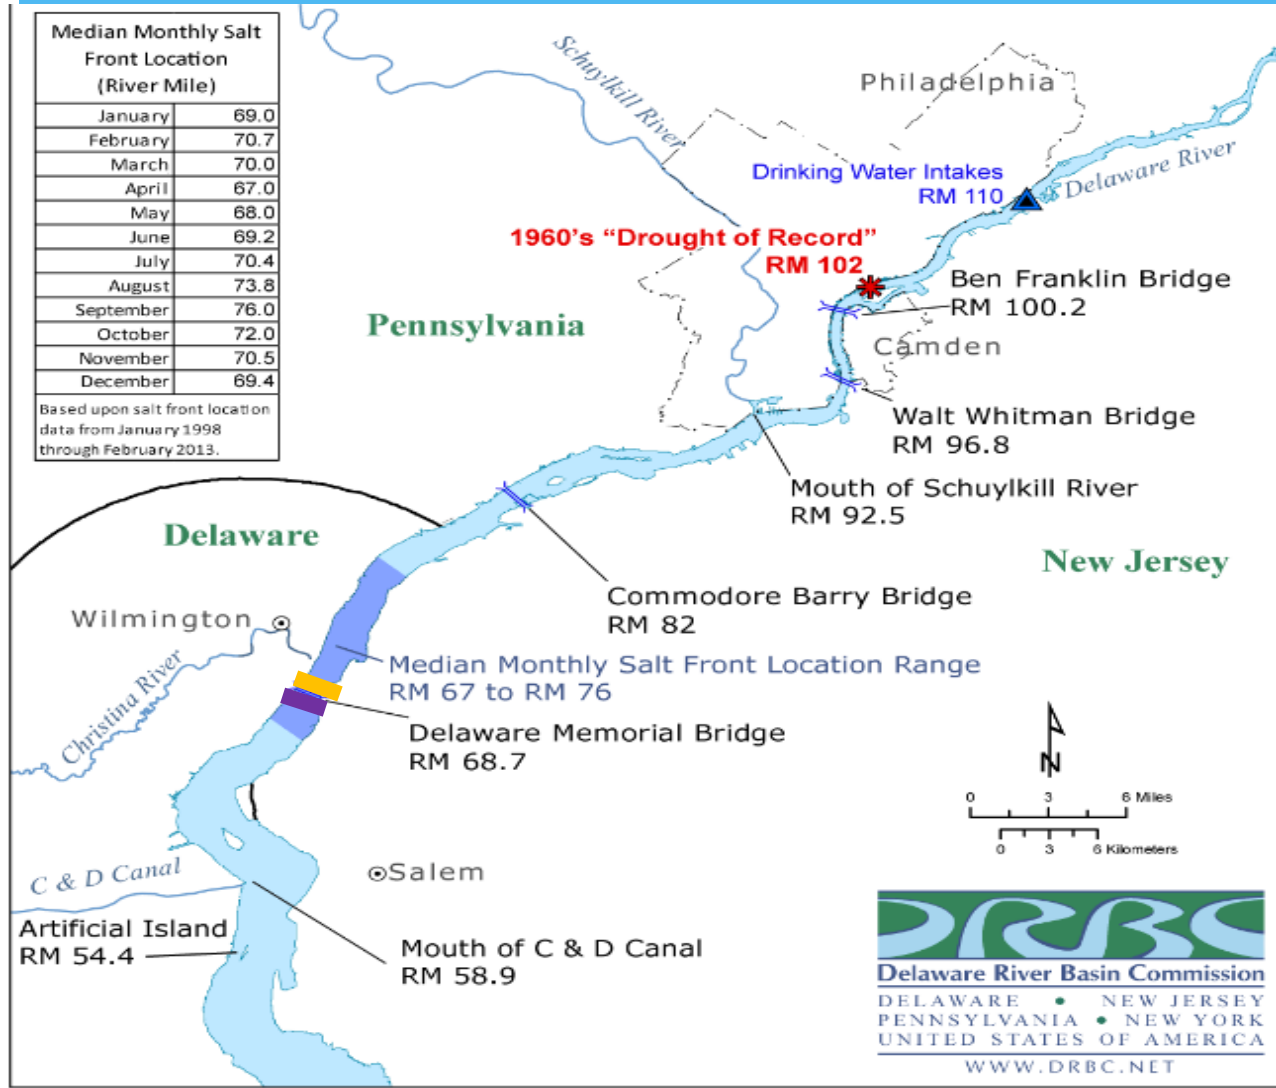 Median Monthly Salt
Front Location
(River Mile)
January 69.0
February 70.7
March 70.0
April 67.0
May 68.0
June 69.2
July 70.4
August 73.8
September 76.0
October 72.0
November 70.5
December 69.4
Based upon salt front location
data from January 1998
through February 2013.
Schuylkill River
Philadelphia
Drinking Water Intakes
RM 110
Delaware River
1960's “Drought of Record”
RM 102
Ben Franklin Bridge
RM 100.2
Pennsylvania
Camden
Walt Whitman Bridge
RM 96.8
Mouth of Schuylkill River
RM 92.5
Delaware
New Jersey
Commodore Barry Bridge
RM 82
Wilmington
Median Monthly Salt Front Location Range
RM 67 to RM 76
Christina River
Delaware Memorial Bridge
RM 68.7
N
0 3 6 Miles
0 3 6 Kilometers
C & D Canal
Salem
Artificial Island
RM 54.4
Mouth of C & D Canal
RM 58.9
DRBC
Delaware River Basin Commission
DELAWARE • NEW JERSEY
PENNSYLVANIA • NEW YORK
UNITED STATES OF AMERICA
WWW.DRBC.NET